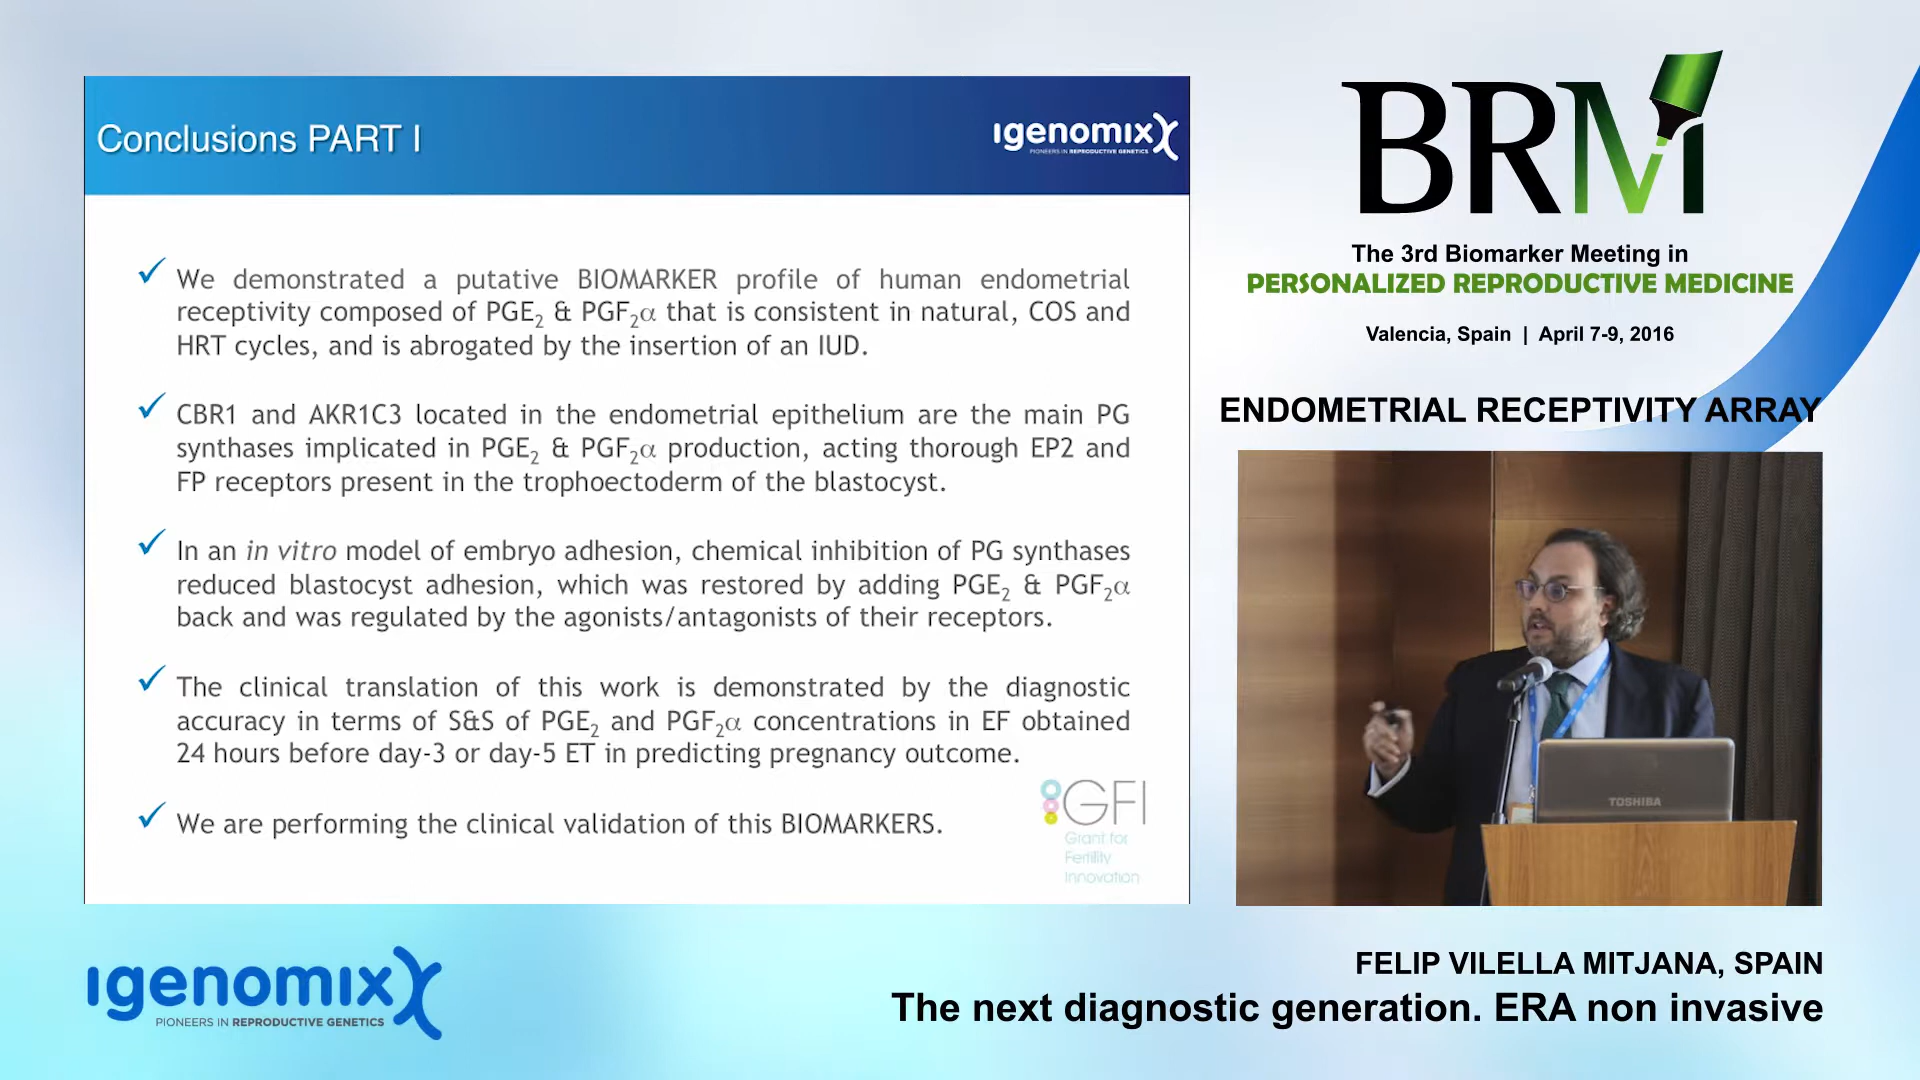 Conclusions PART I
Igenomix
PIONEERS IN REPRODUCTIVE GENETICS
✓ We demonstrated a putative BIOMARKER profile of human endometrial
receptivity composed of PGE₂ & PGF₂α that is consistent in natural, COS and
HRT cycles, and is abrogated by the insertion of an IUD.
✓ CBR1 and AKR1C3 located in the endometrial epithelium are the main PG
synthases implicated in PGE₂ & PGF₂α production, acting thorough EP2 and
FP receptors present in the trophoectoderm of the blastocyst.
✓ In an in vitro model of embryo adhesion, chemical inhibition of PG synthases
reduced blastocyst adhesion, which was restored by adding PGE₂ & PGF₂α
back and was regulated by the agonists/antagonists of their receptors.
✓ The clinical translation of this work is demonstrated by the diagnostic
accuracy in terms of S&S of PGE₂ and PGF₂α concentrations in EF obtained
24 hours before day-3 or day-5 ET in predicting pregnancy outcome.
✓ We are performing the clinical validation of this BIOMARKERS.
GFI
Grant for
Fertility
Innovation
BRM
The 3rd Biomarker Meeting in
PERSONALIZED REPRODUCTIVE MEDICINE
Valencia, Spain | April 7-9, 2016
ENDOMETRIAL RECEPTIVITY ARRAY
TOSHIBA
Igenomix
PIONEERS IN REPRODUCTIVE GENETICS
FELIP VILELLA MITJANA, SPAIN
The next diagnostic generation. ERA non invasive